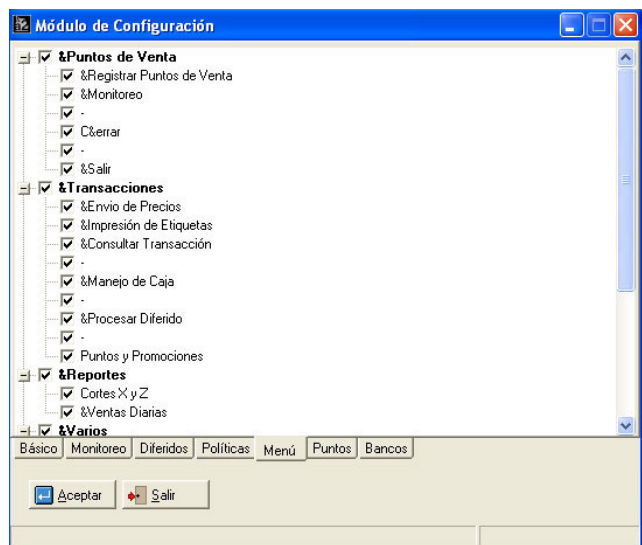 Módulo de Configuración
&Puntos de Venta
&Registrar Puntos de Venta
&Monitoreo
-
C&errar
-
&Salir
&Transacciones
&Envio de Precios
&Impresión de Etiquetas
&Consultar Transacción
-
&Manejo de Caja
-
&Procesar Diferido
-
Puntos y Promociones
&Reportes
Cortes X y Z
&Ventas Diarias
&Varios
Básico Monitoreo Diferidos Políticas Menú Puntos Bancos
Aceptar Salir